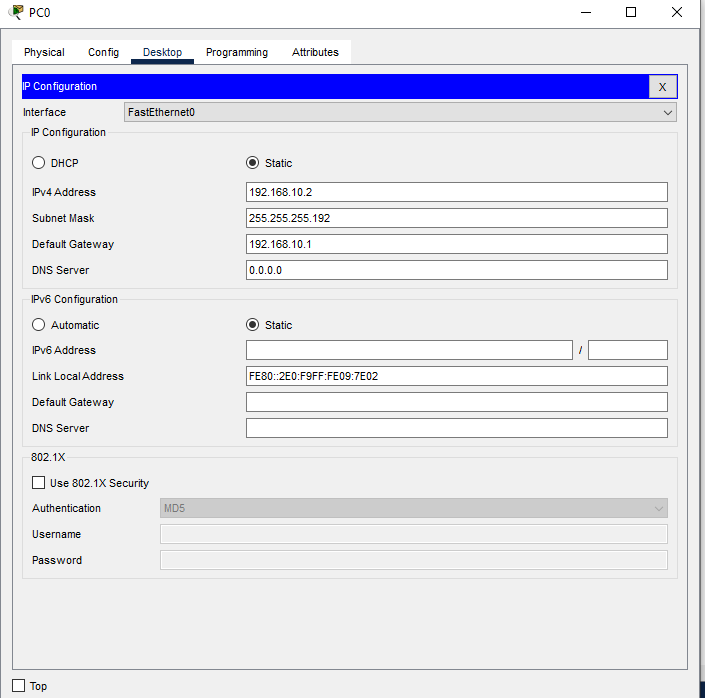 PC0
Physical Config Desktop Programming Attributes
IP Configuration X
Interface FastEthernet0
IP Configuration
DHCP Static
IPv4 Address 192.168.10.2
Subnet Mask 255.255.255.192
Default Gateway 192.168.10.1
DNS Server 0.0.0.0
IPv6 Configuration
Automatic Static
IPv6 Address /
Link Local Address FE80::2E0:F9FF:FE09:7E02
Default Gateway
DNS Server
802.1X
Use 802.1X Security
Authentication MD5
Username
Password
Top